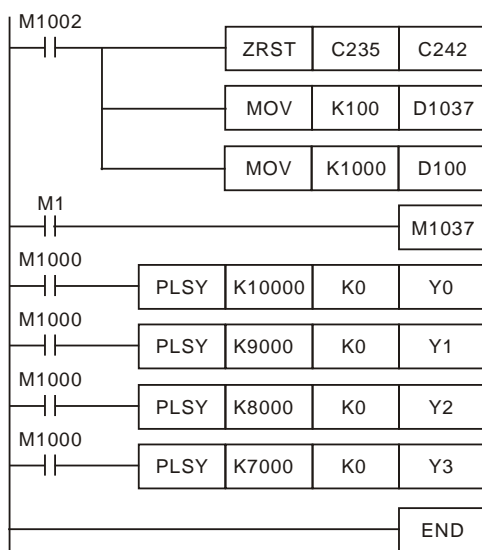 M1002
ZRST C235 C242
MOV K100 D1037
MOV K1000 D100
M1
M1037
M1000
PLSY K10000 K0 Y0
M1000
PLSY K9000 K0 Y1
M1000
PLSY K8000 K0 Y2
M1000
PLSY K7000 K0 Y3
END